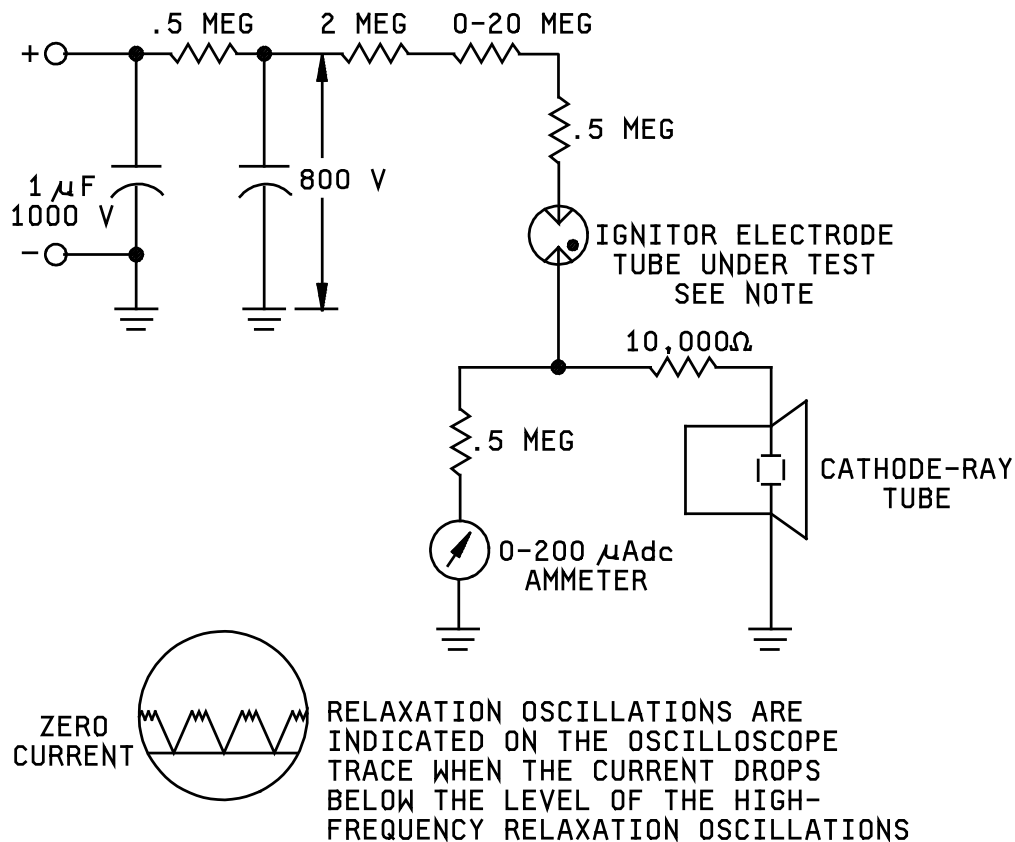 .5 MEG
2 MEG
0-20 MEG
+
.5 MEG
1 µF
1000 V
800 V
−
IGNITOR ELECTRODE
TUBE UNDER TEST
SEE NOTE
10,000Ω
.5 MEG
CATHODE-RAY
TUBE
0-200 µAdc
AMMETER
ZERO
CURRENT
RELAXATION OSCILLATIONS ARE
INDICATED ON THE OSCILLOSCOPE
TRACE WHEN THE CURRENT DROPS
BELOW THE LEVEL OF THE HIGH-
FREQUENCY RELAXATION OSCILLATIONS